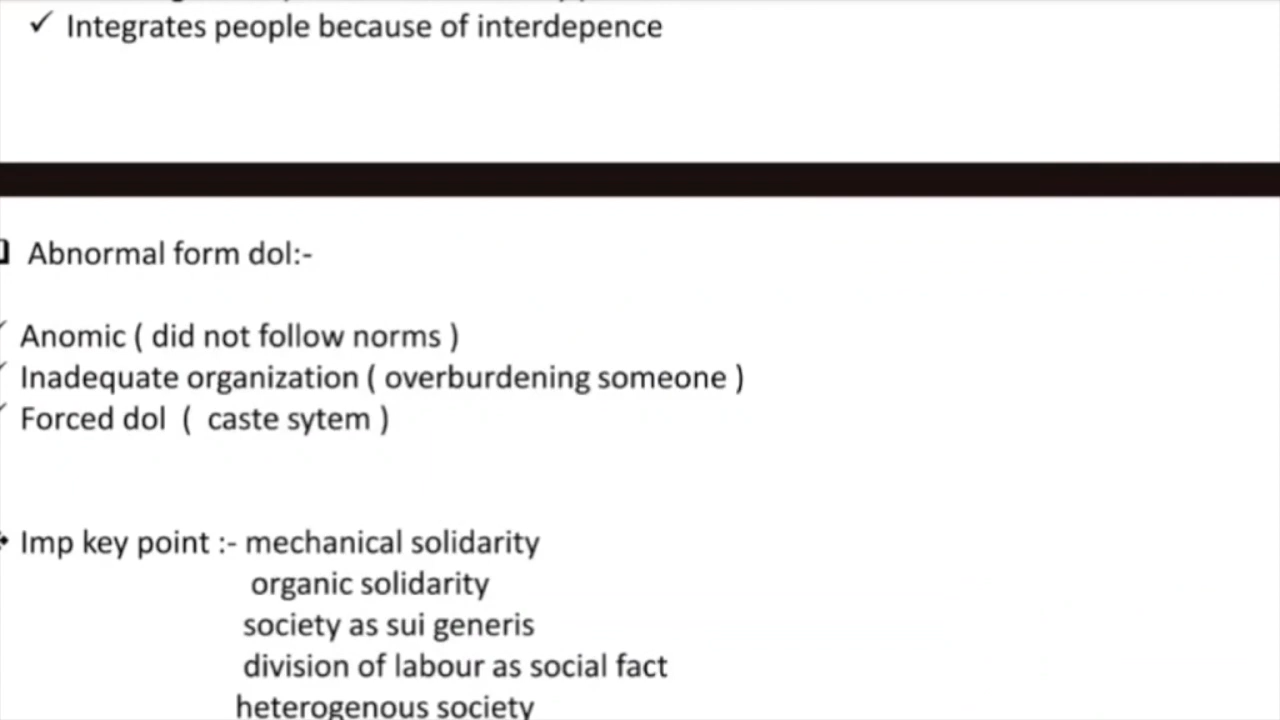 ✓ Integrates people because of interdepence
Abnormal form dol:-
Anomic ( did not follow norms )
Inadequate organization ( overburdening someone )
Forced dol ( caste sytem )
Imp key point :- mechanical solidarity
organic solidarity
society as sui generis
division of labour as social fact
heterogenous society